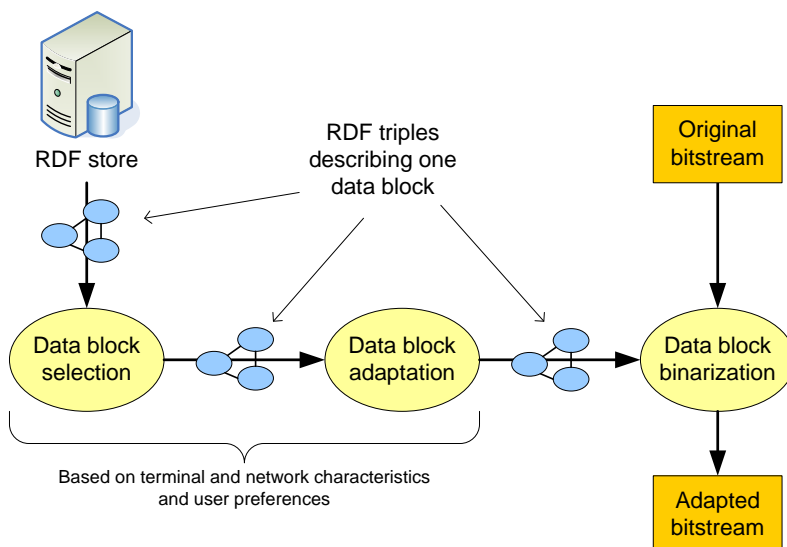 RDF store
RDF triples
describing one
data block
Original
bitstream
Data block
selection
Data block
adaptation
Data block
binarization
Based on terminal and network characteristics
and user preferences
Adapted
bitstream